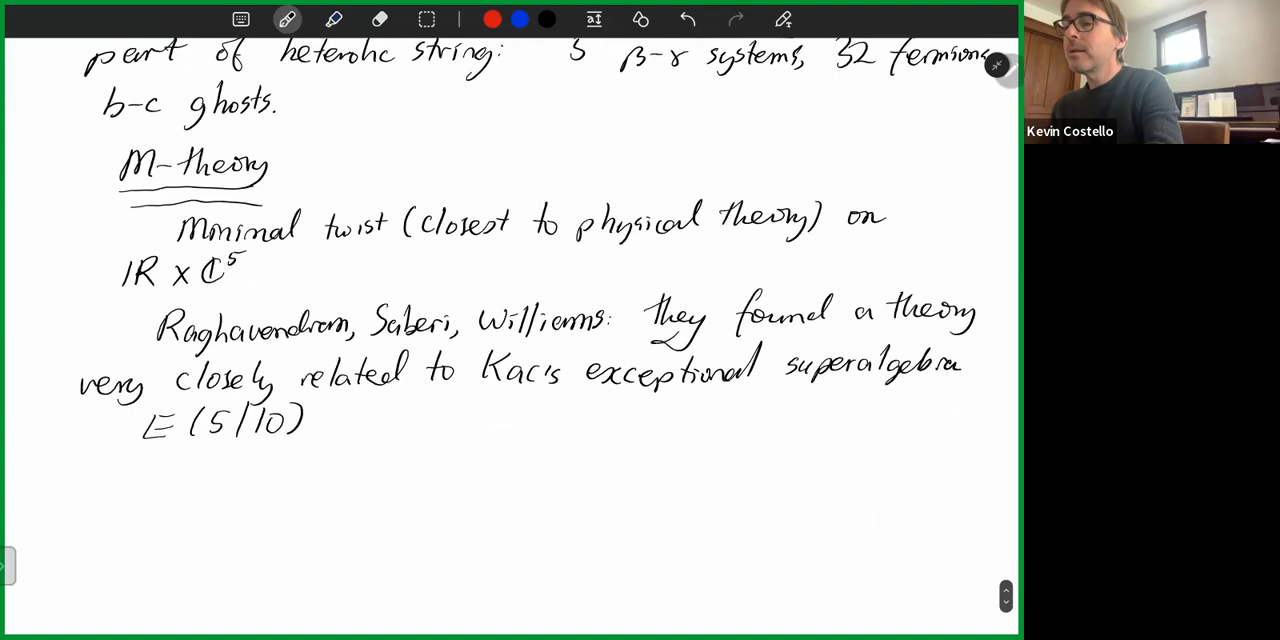 part of heterotic string: 5 β-γ systems, 32 fermions
b-c ghosts.
Kevin Costello
M-theory
Minimal twist (closest to physical theory) on
ℝ × ℂ⁵
Raghavendran, Saberi, Williams: they found a theory
very closely related to Kac's exceptional superalgebra
E(5/10)